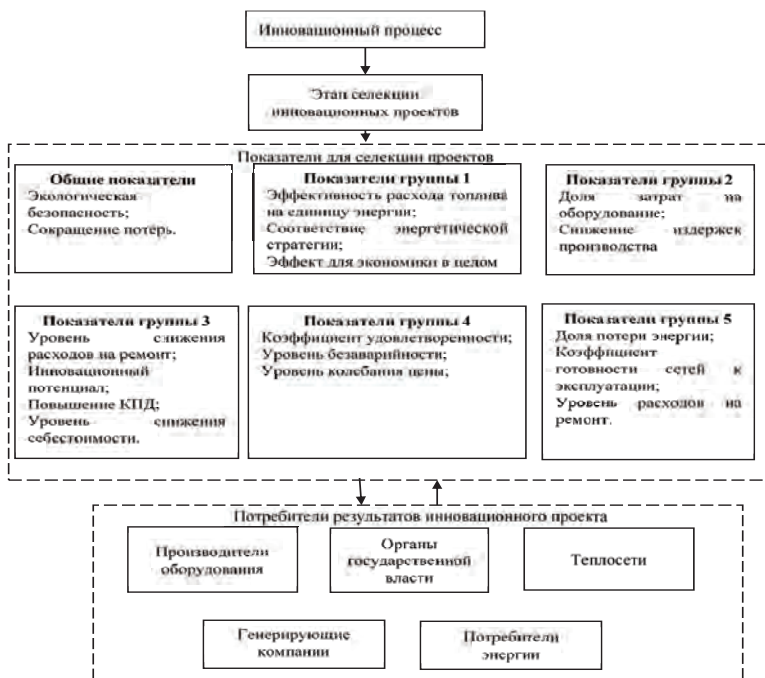 Инновационный процесс
Этап селекции
инновационных проектов
Показатели для селекции проектов
Общие показатели
Экологическая
безопасность;
Сокращение потерь.
Показатели группы 1
Эффективность расхода топлива
на единицу энергии;
Соответствие энергетической
стратегии;
Эффект для экономики в целом
Показатели группы 2
Доля затрат на
оборудование;
Снижение издержек
производства
Показатели группы 3
Уровень снижения
расходов на ремонт;
Инновационный
потенциал;
Повышение КПД;
Уровень снижения
себестоимости.
Показатели группы 4
Коэффициент удовлетворенности;
Уровень безаварийности;
Уровень колебания цены;
Показатели группы 5
Доля потери энергии;
Коэффициент
готовности сетей к
эксплуатации;
Уровень расходов на
ремонт.
Потребители результатов инновационного проекта
Производители
оборудования
Органы
государственной
власти
Теплосети
Генерирующие
компании
Потребители
энергии